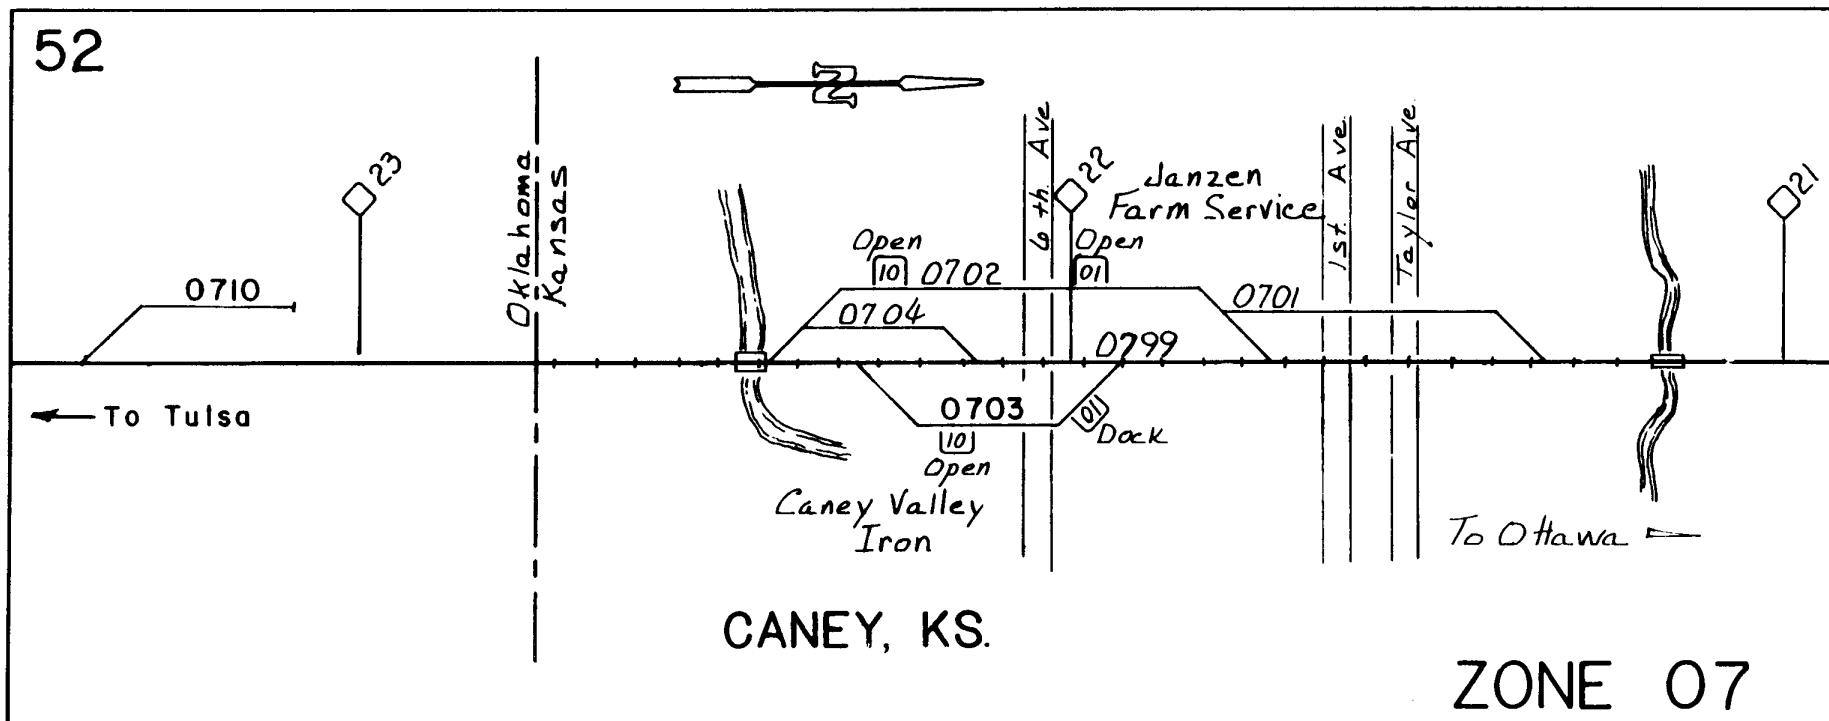 52
N
23
Oklahoma
Kansas
22
Janzen
Farm Service
6th. Ave
1st. Ave.
Taylor Ave
21
Open
10
0702
Open
01
0710
0704
0701
0799
To Tulsa
0703
01
Dock
10
Open
Caney Valley
Iron
To Ottawa
CANEY, KS.
ZONE 07